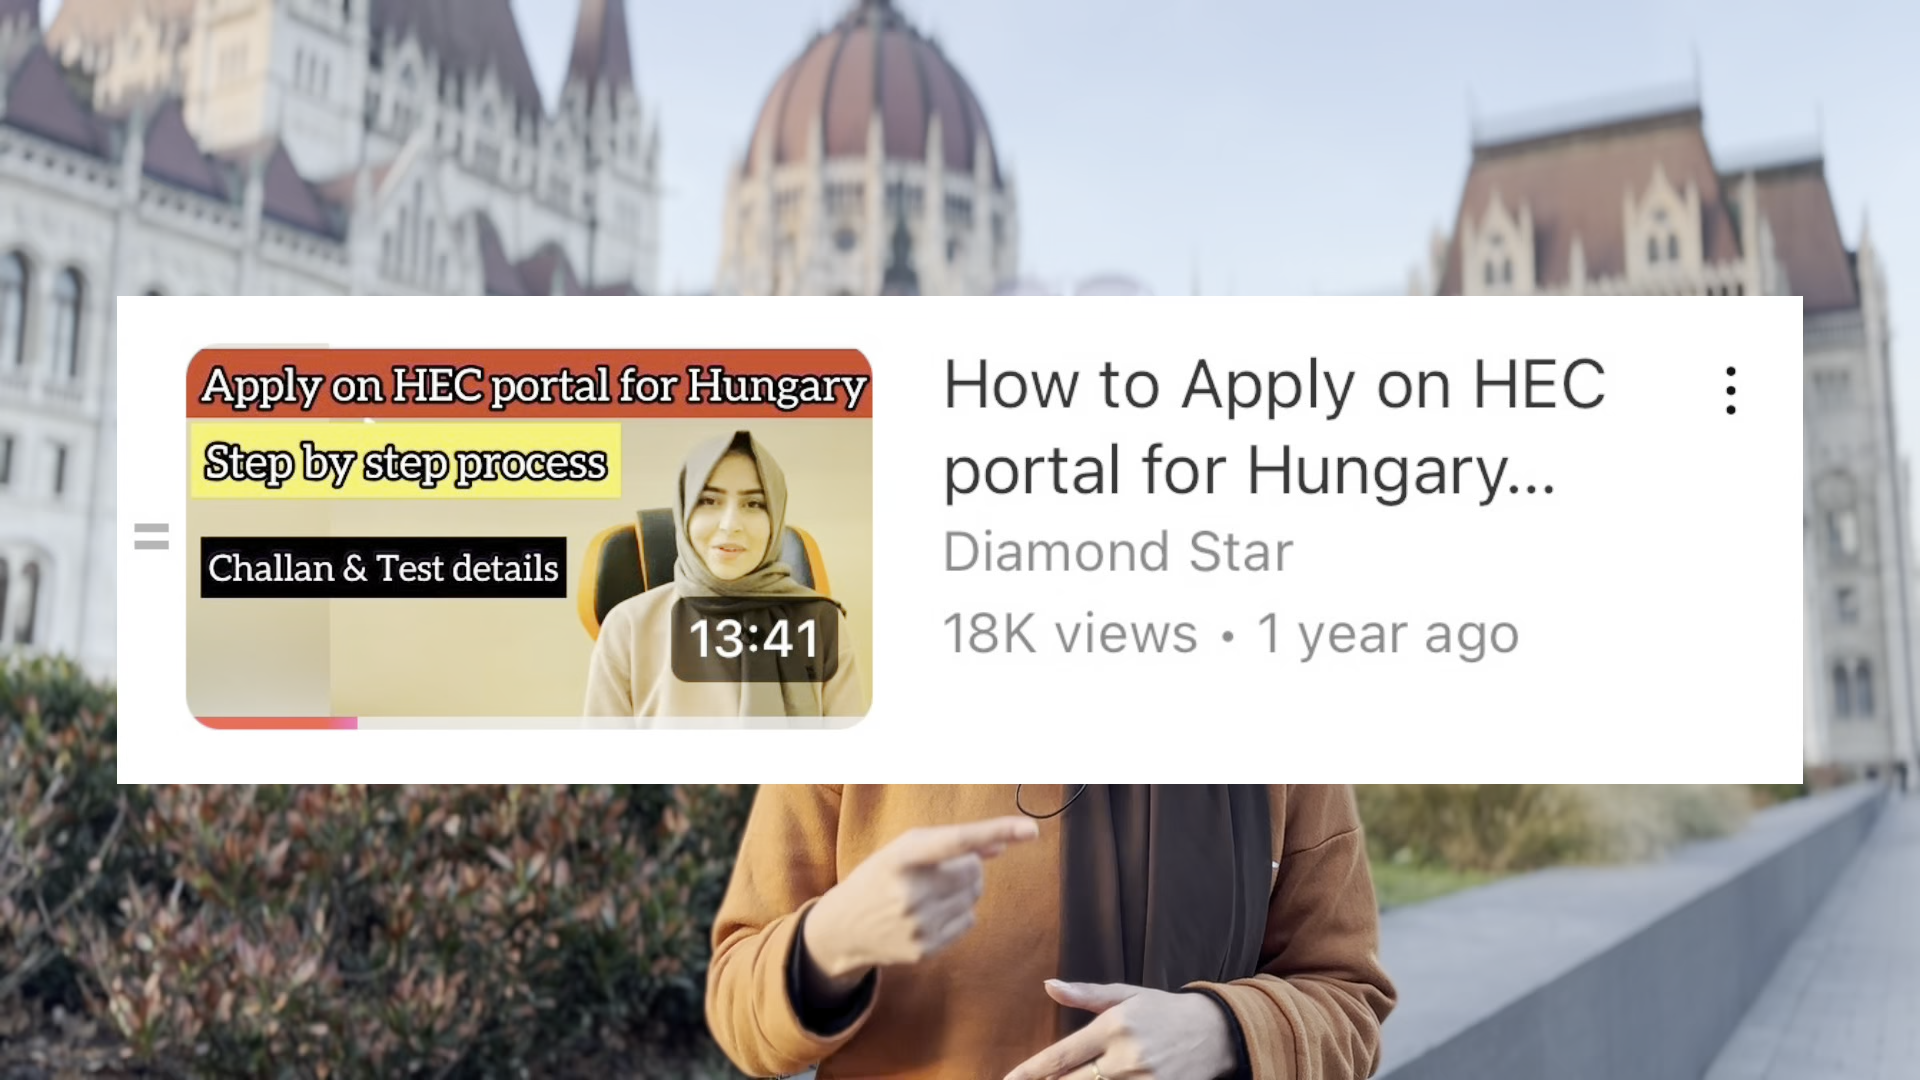 Apply on HEC portal for Hungary
Step by step process
Challan & Test details
13:41
How to Apply on HEC
portal for Hungary...
Diamond Star
18K views • 1 year ago